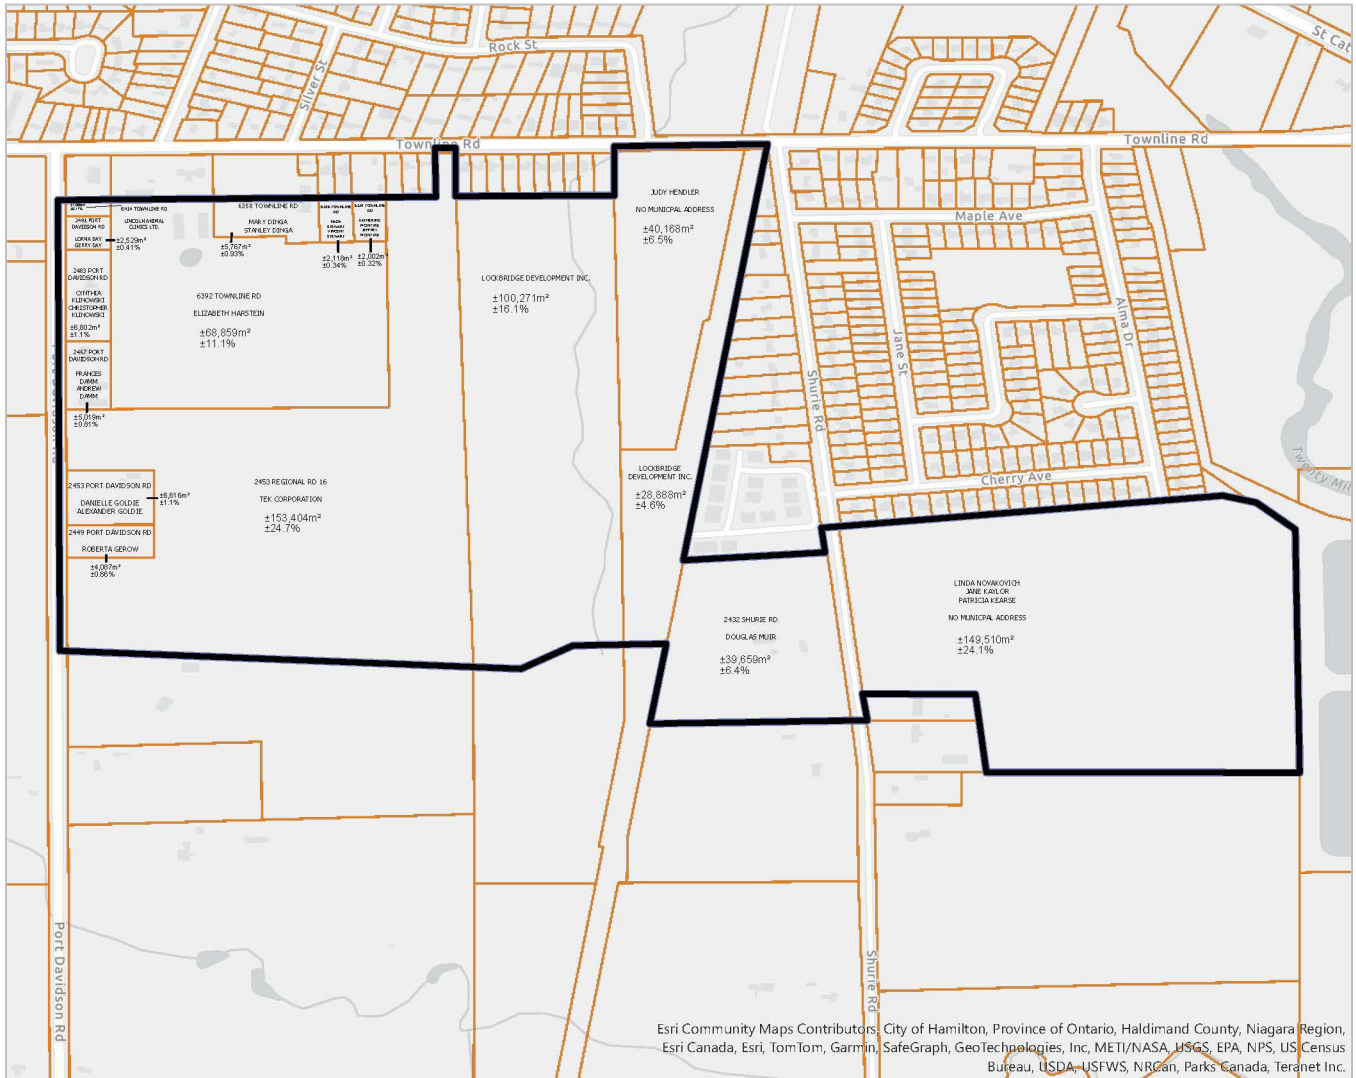 Rock St
St Cat
Silver St
Townline Rd
Townline Rd
Maple Ave
Jane St
Alma Dr
Shurie Rd
Cherry Ave
Twenty Mi
6414 TOWNLINE RD
LINCOLN ANIMAL
CLINICS LTD.
2491 PORT
DAVIDSON RD
LORNA DAY
GERRY DAY
±2,529m²
±0.41%
6358 TOWNLINE RD
MARY DINGA
STANLEY DINGA
±5,767m²
±0.93%
±2,118m²
±0.34%
±2,002m²
±0.32%
2483 PORT
DAVIDSON RD
CYNTHIA
KLINOWSKI
CHRISTOPHER
KLINOWSKI
±6,802m²
±1.1%
6392 TOWNLINE RD
ELIZABETH HARSTEIN
±68,859m²
±11.1%
2467 PORT
DAVIDSON RD
FRANCES
DAMM
ANDREW
DAMM
±5,019m²
±0.81%
LOCKBRIDGE DEVELOPMENT INC.
±100,271m²
±16.1%
JUDY HENDLER
NO MUNICPAL ADDRESS
±40,168m²
±6.5%
LOCKBRIDGE
DEVELOPMENT INC.
±28,888m²
±4.6%
2453 PORT DAVIDSON RD
DANIELLE GOLDIE
ALEXANDER GOLDIE
±6,616m²
±1.1%
2449 PORT DAVIDSON RD
ROBERTA GEROW
±4,087m²
±0.66%
2453 REGIONAL RD 16
TEK CORPORATION
±153,404m²
±24.7%
2432 SHURIE RD
DOUGLAS MUIR
±39,659m²
±6.4%
LINDA NOVAKOVICH
JANE KAYLOR
PATRICIA KEARSE
NO MUNICPAL ADDRESS
±149,510m²
±24.1%
Port Davidson Rd
Shurie Rd
Esri Community Maps Contributors, City of Hamilton, Province of Ontario, Haldimand County, Niagara Region,
Esri Canada, Esri, TomTom, Garmin, SafeGraph, GeoTechnologies, Inc, METI/NASA, USGS, EPA, NPS, US Census
Bureau, USDA, USFWS, NRCan, Parks Canada, Teranet Inc.